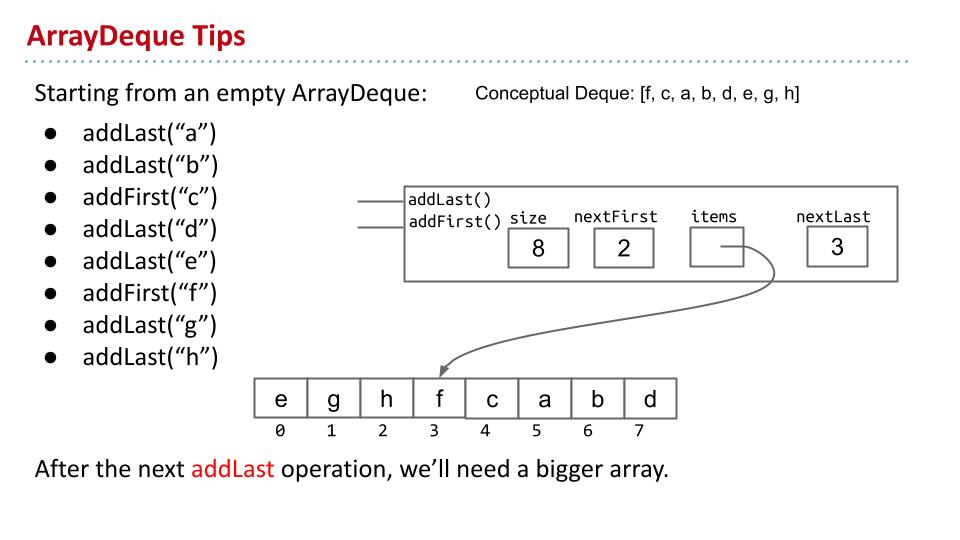 ArrayDeque Tips
Starting from an empty ArrayDeque:
Conceptual Deque: [f, c, a, b, d, e, g, h]
● addLast(“a”)
● addLast(“b”)
● addFirst(“c”)
● addLast(“d”)
● addLast(“e”)
● addFirst(“f”)
● addLast(“g”)
● addLast(“h”)
addLast()
addFirst() size nextFirst items nextLast
8 2 3
e g h f c a b d
0 1 2 3 4 5 6 7
After the next addLast operation, we’ll need a bigger array.